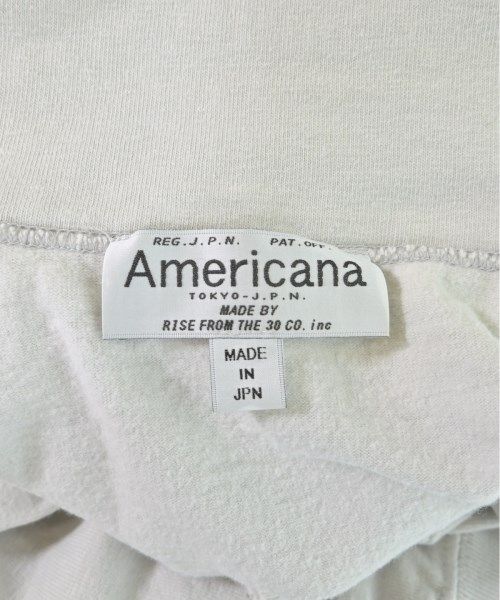 REG.J.P.N. PAT.OFF.
Americana
TOKYO-J.P.N.
MADE BY
RISE FROM THE 30 CO. inc
MADE
IN
JPN